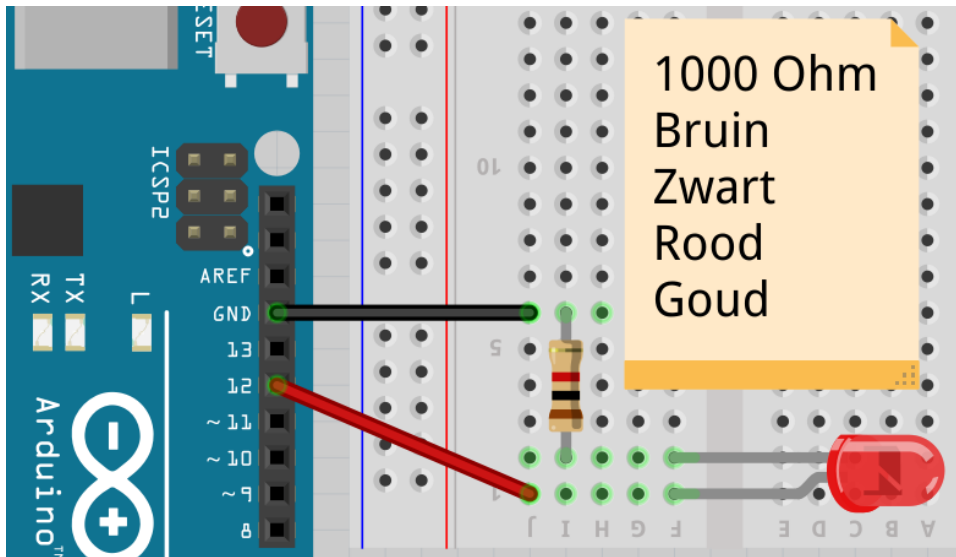 RESET
ICSP2
RX
TX
L
AREF
GND
13
12
~11
~10
~9
8
Arduino™
10
5
1
J I H G F E D C B A
1000 Ohm
Bruin
Zwart
Rood
Goud